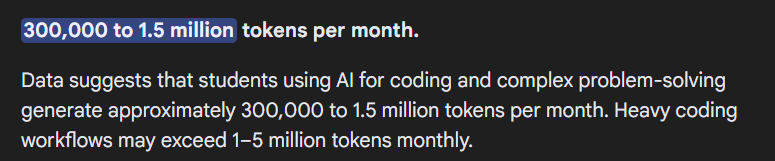 300,000 to 1.5 million tokens per month.
Data suggests that students using AI for coding and complex problem-solving
generate approximately 300,000 to 1.5 million tokens per month. Heavy coding
workflows may exceed 1–5 million tokens monthly.